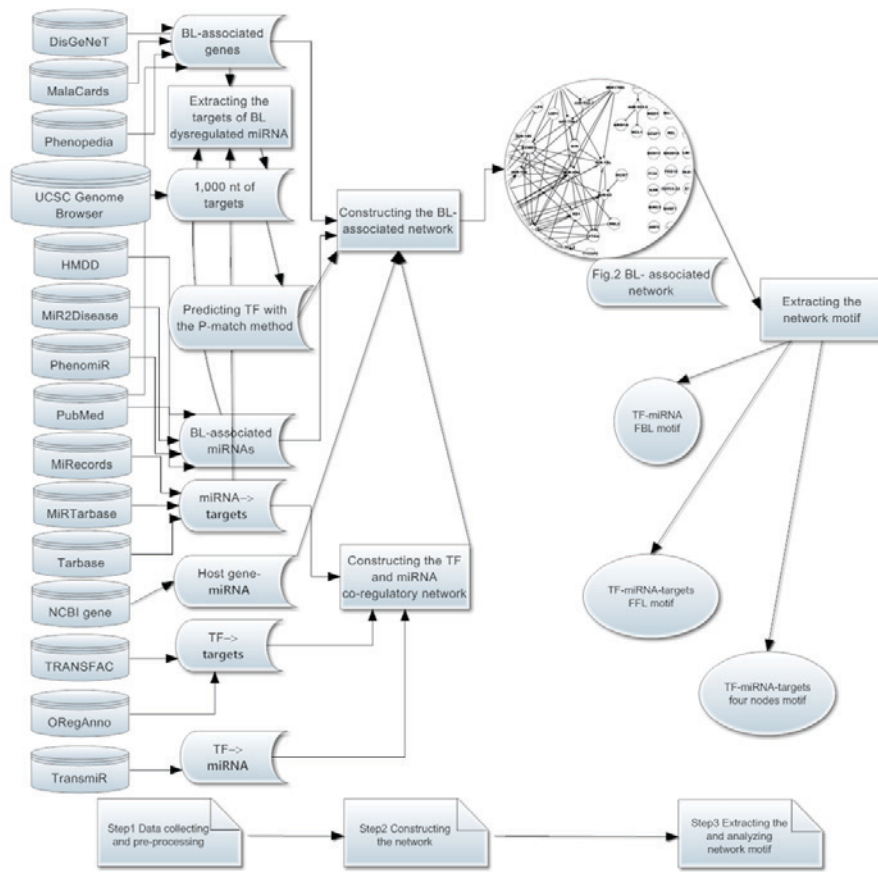 DisGeNeT
MalaCards
Phenopedia
UCSC Genome
Browser
HMDD
MiR2Disease
PhenomiR
PubMed
MiRecords
MiRTarbase
Tarbase
NCBI gene
TRANSFAC
ORegAnno
TransmiR
BL-associated
genes
Extracting the
targets of BL
dysregulated miRNA
1,000 nt of
targets
Predicting TF with
the P-match method
BL-associated
miRNAs
miRNA–>
targets
Host gene-
miRNA
TF–>
targets
TF–>
miRNA
Constructing the BL-
associated network
Constructing the TF
and miRNA
co-regulatory network
Fig.2 BL- associated
network
Extracting the
network motif
TF-miRNA
FBL motif
TF-miRNA-targets
FFL motif
TF-miRNA-targets
four nodes motif
Step1 Data collecting
and pre-processing
Step2 Constructing
the network
Step3 Extracting the
and analyzing
network motif